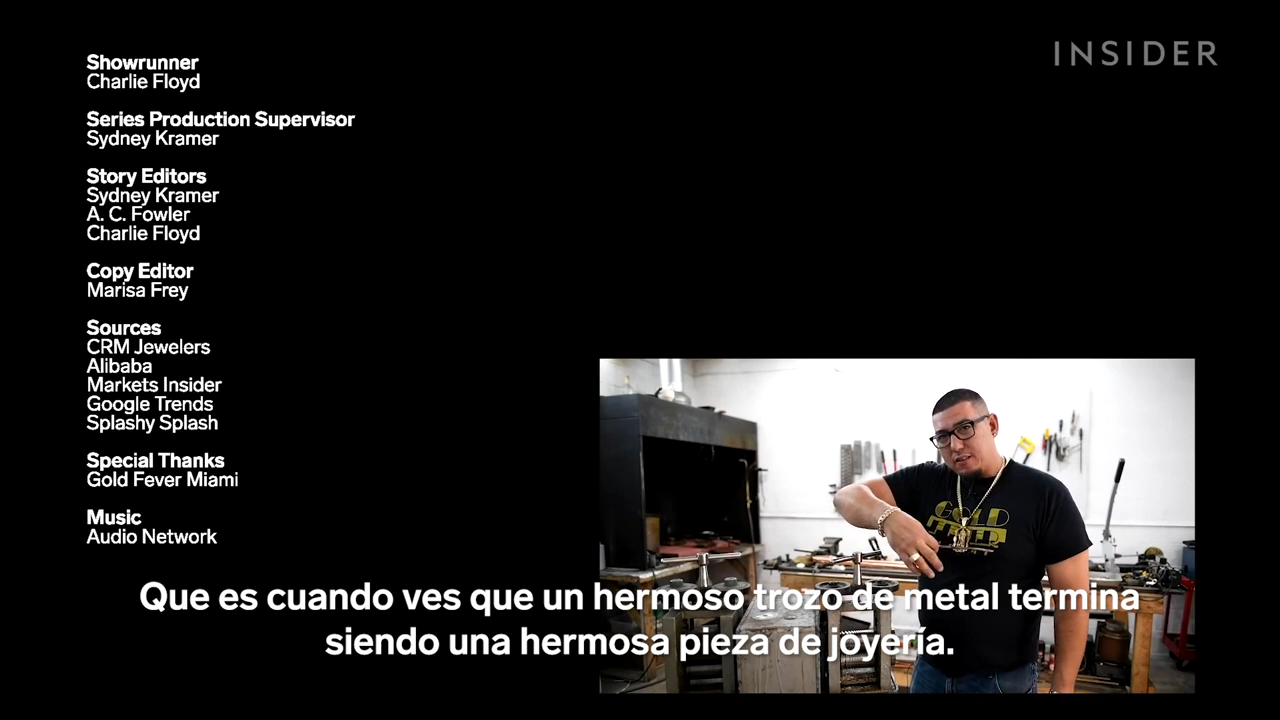 INSIDER
Showrunner
Charlie Floyd
Series Production Supervisor
Sydney Kramer
Story Editors
Sydney Kramer
A. C. Fowler
Charlie Floyd
Copy Editor
Marisa Frey
Sources
CRM Jewelers
Alibaba
Markets Insider
Google Trends
Splashy Splash
Special Thanks
Gold Fever Miami
Music
Audio Network
GOLD
Que es cuando ves que un hermoso trozo de metal termina
siendo una hermosa pieza de joyería.